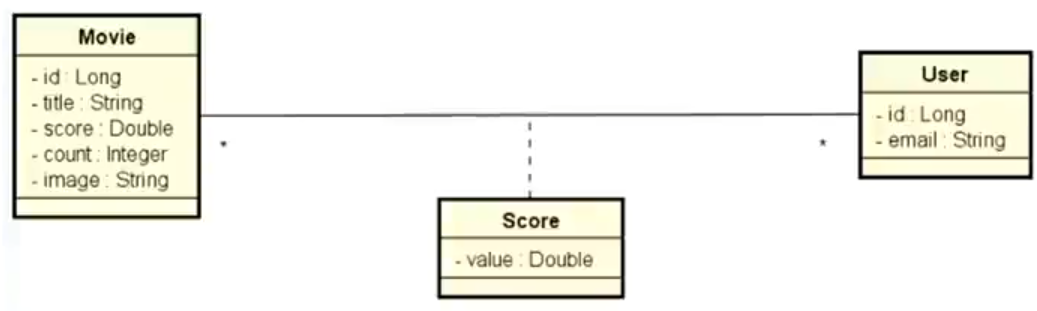 Movie
- id : Long
- title : String
- score : Double
- count : Integer
- image : String
*
*
User
- id : Long
- email : String
Score
- value : Double